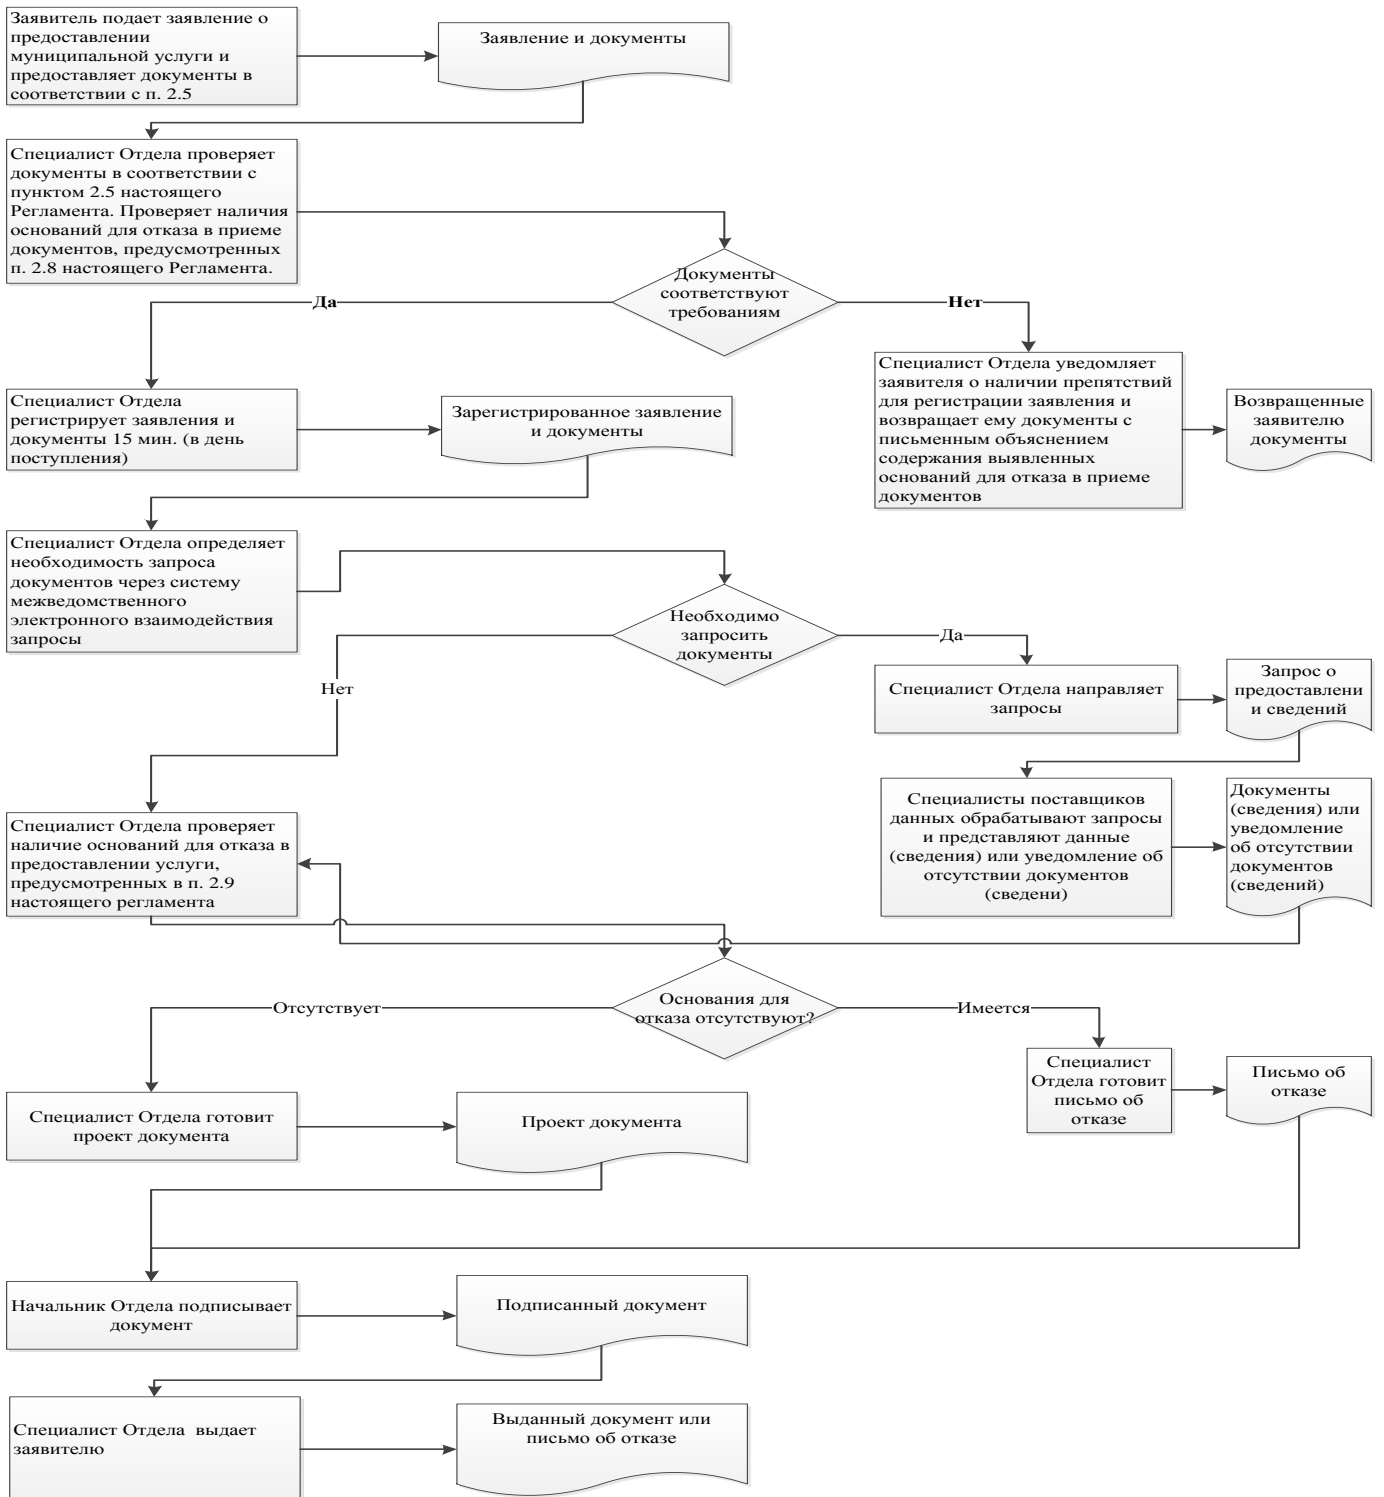 Заявитель подает заявление о
предоставлении
муниципальной услуги и
предоставляет документы в
соответствии с п. 2.5
Заявление и документы
Специалист Отдела проверяет
документы в соответствии с
пунктом 2.5 настоящего
Регламента. Проверяет наличия
оснований для отказа в приеме
документов, предусмотренных
п. 2.8 настоящего Регламента.
Документы
соответствуют
требованиям
Да
Нет
Специалист Отдела
регистрирует заявления и
документы 15 мин. (в день
поступления)
Зарегистрированное заявление
и документы
Специалист Отдела уведомляет
заявителя о наличии препятствий
для регистрации заявления и
возвращает ему документы с
письменным объяснением
содержания выявленных
оснований для отказа в приеме
документов
Возвращенные
заявителю
документы
Специалист Отдела определяет
необходимость запроса
документов через систему
межведомственного
электронного взаимодействия
запросы
Необходимо
запросить
документы
Да
Нет
Специалист Отдела направляет
запросы
Запрос о
предоставлени
и сведений
Специалисты поставщиков
данных обрабатывают запросы
и представляют данные
(сведения) или уведомление об
отсутствии документов
(сведени)
Документы
(сведения) или
уведомление
об отсутствии
документов
(сведений)
Специалист Отдела проверяет
наличие оснований для отказа в
предоставлении услуги,
предусмотренных в п. 2.9
настоящего регламента
Основания для
отказа отсутствуют?
Отсутствует
Имеется
Специалист
Отдела готовит
письмо об
отказе
Письмо об
отказе
Специалист Отдела готовит
проект документа
Проект документа
Начальник Отдела подписывает
документ
Подписанный документ
Специалист Отдела  выдает
заявителю
Выданный документ или
письмо об отказе